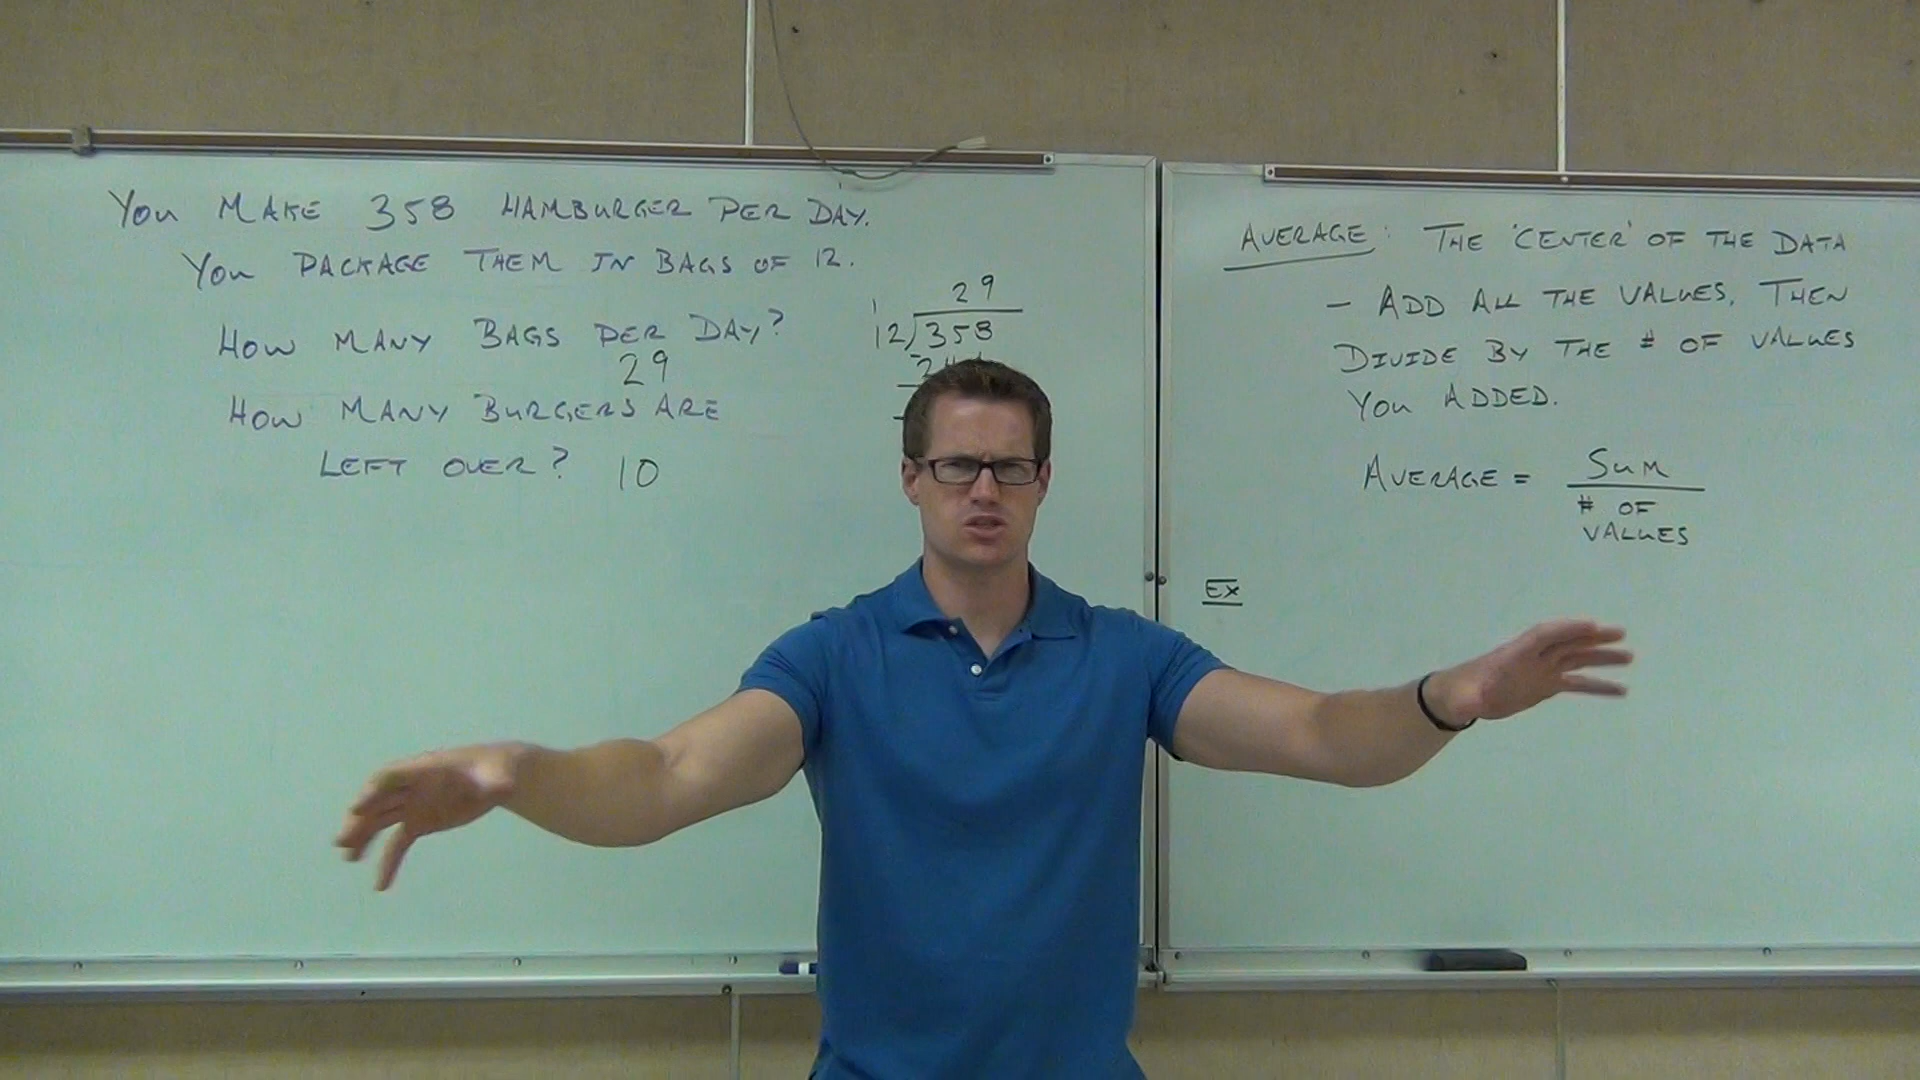 You MAKE 358 HAMBURGER PER DAY.
You PACKAGE THEM IN BAGS OF 12.
HOW MANY BAGS PER DAY?
29
HOW MANY BURGERS ARE
LEFT OVER? 10
29
1
12)358
AVERAGE: THE 'CENTER' OF THE DATA
- ADD ALL THE VALUES, THEN
DIVIDE BY THE # OF VALUES
YOU ADDED.
AVERAGE = SUM
# OF
VALUES
EX